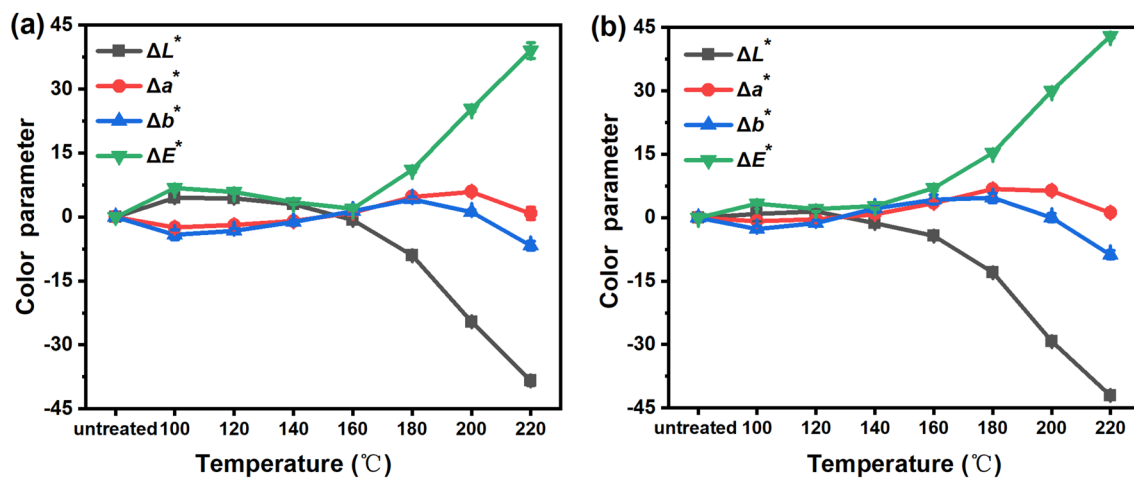 (a)
45
30
15
0
-15
-30
-45
Color parameter
ΔL*
Δa*
Δb*
ΔE*
untreated 100 120 140 160 180 200 220
Temperature (℃)
(b)
45
30
15
0
-15
-30
-45
Color parameter
ΔL*
Δa*
Δb*
ΔE*
untreated 100 120 140 160 180 200 220
Temperature (℃)